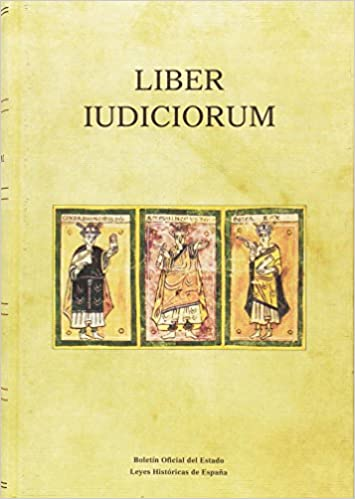 LIBER
IUDICIORUM
Boletín Oficial del Estado
Leyes Históricas de España